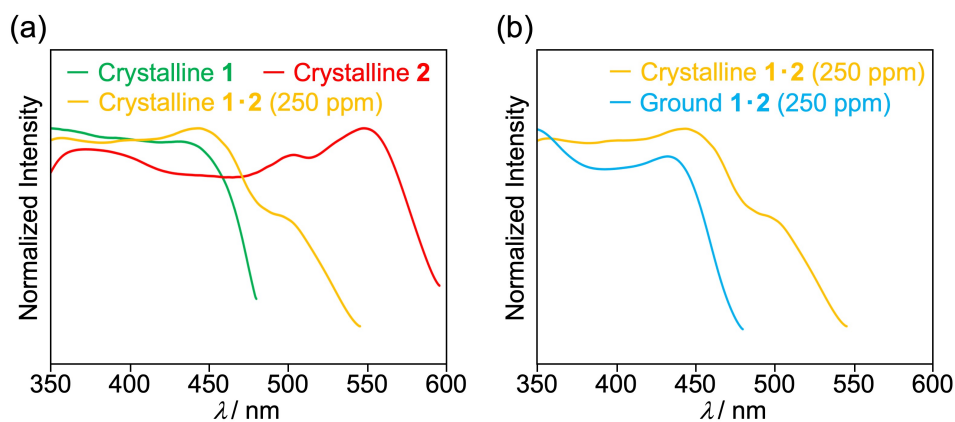 (a)
Crystalline 1 Crystalline 2
Crystalline 1・2 (250 ppm)
Normalized Intensity
350 400 450 500 550 600
λ / nm
(b)
Crystalline 1・2 (250 ppm)
Ground 1・2 (250 ppm)
Normalized Intensity
350 400 450 500 550 600
λ / nm